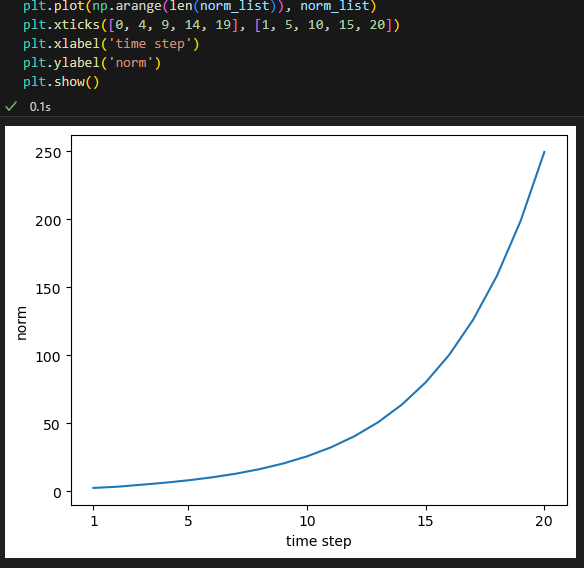 plt.plot(np.arange(len(norm_list)), norm_list)
plt.xticks([0, 4, 9, 14, 19], [1, 5, 10, 15, 20])
plt.xlabel('time step')
plt.ylabel('norm')
plt.show()
0.1s
250
200
150
100
50
0
norm
1 5 10 15 20
time step